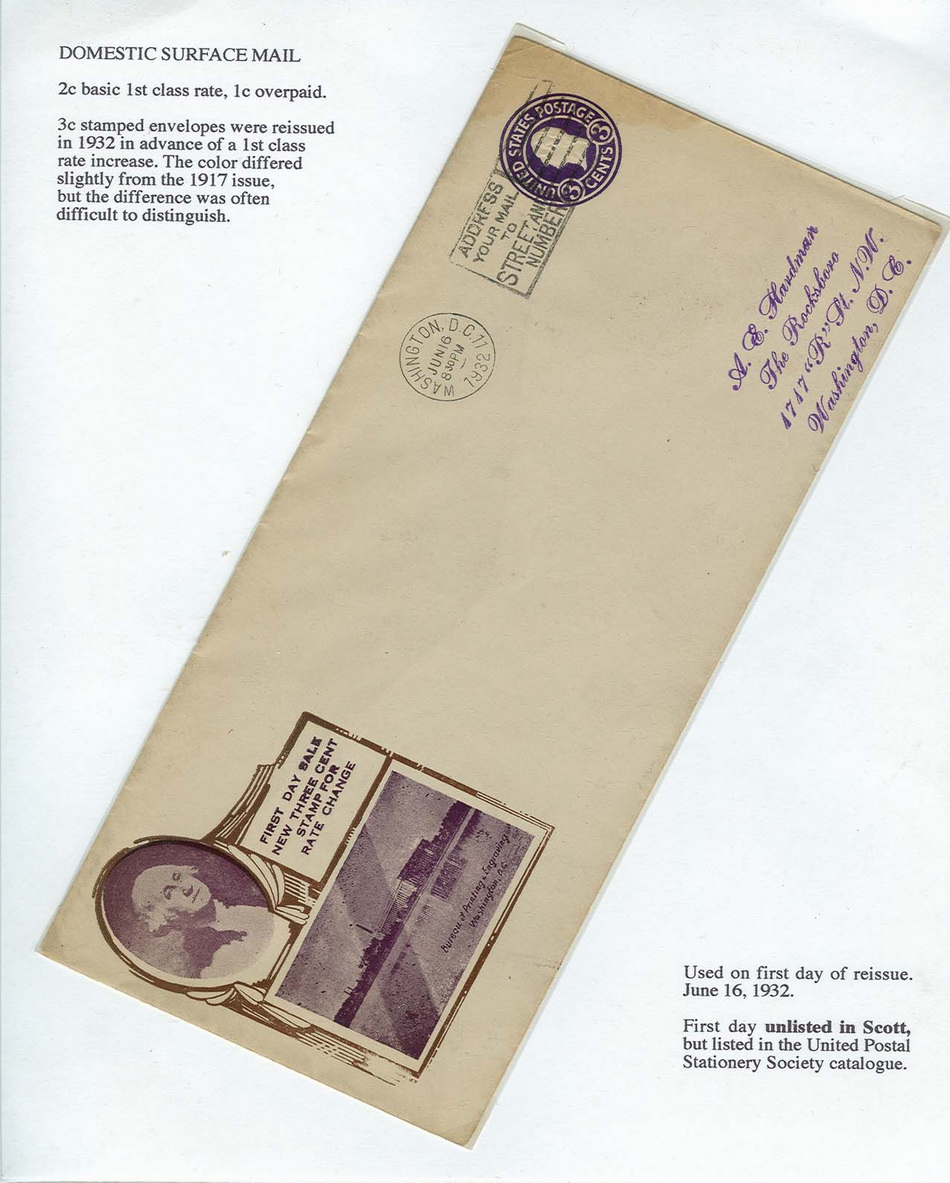 DOMESTIC SURFACE MAIL
2c basic 1st class rate, 1c overpaid.
3c stamped envelopes were reissued
in 1932 in advance of a 1st class
rate increase. The color differed
slightly from the 1917 issue,
but the difference was often
difficult to distinguish.
UNITED STATES POSTAGE
3 CENTS 3
ADDRESS
YOUR MAIL
TO
STREET AND
NUMBER
WASHINGTON, D.C. 11
JUN 16
8 30 PM
1932
A. E. Hardman
The Rocksboro
1717 "R" St. N.W.
Washington, D. C.
FIRST DAY SALE
NEW THREE CENT
STAMP FOR
RATE CHANGE
Bureau of Printing & Engraving
Washington, D.C.
Used on first day of reissue.
June 16, 1932.
First day unlisted in Scott,
but listed in the United Postal
Stationery Society catalogue.